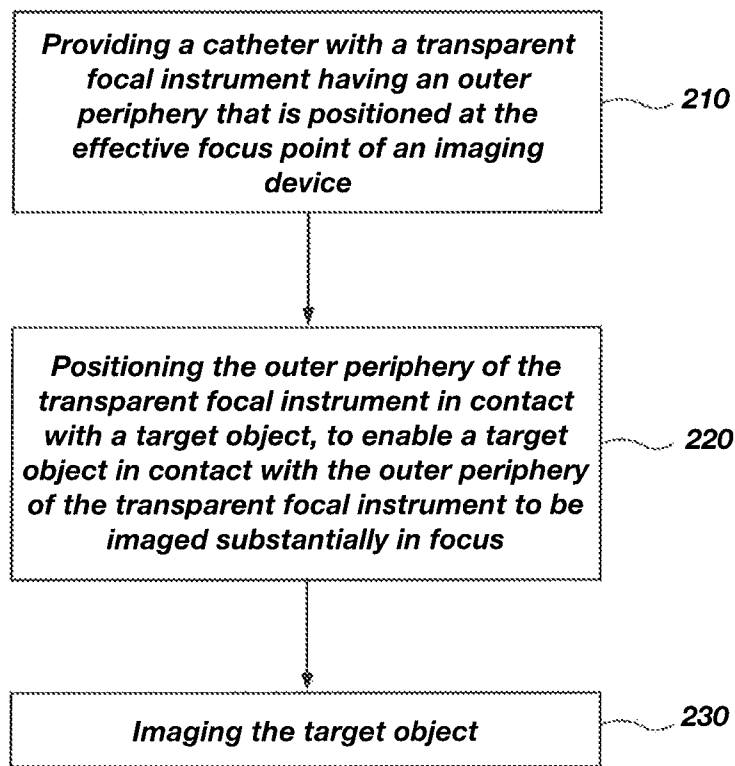 Providing a catheter with a transparent
focal instrument having an outer
periphery that is positioned at the
effective focus point of an imaging
device
210
Positioning the outer periphery of the
transparent focal instrument in contact
with a target object, to enable a target
object in contact with the outer periphery
of the transparent focal instrument to be
imaged substantially in focus
220
Imaging the target object
230